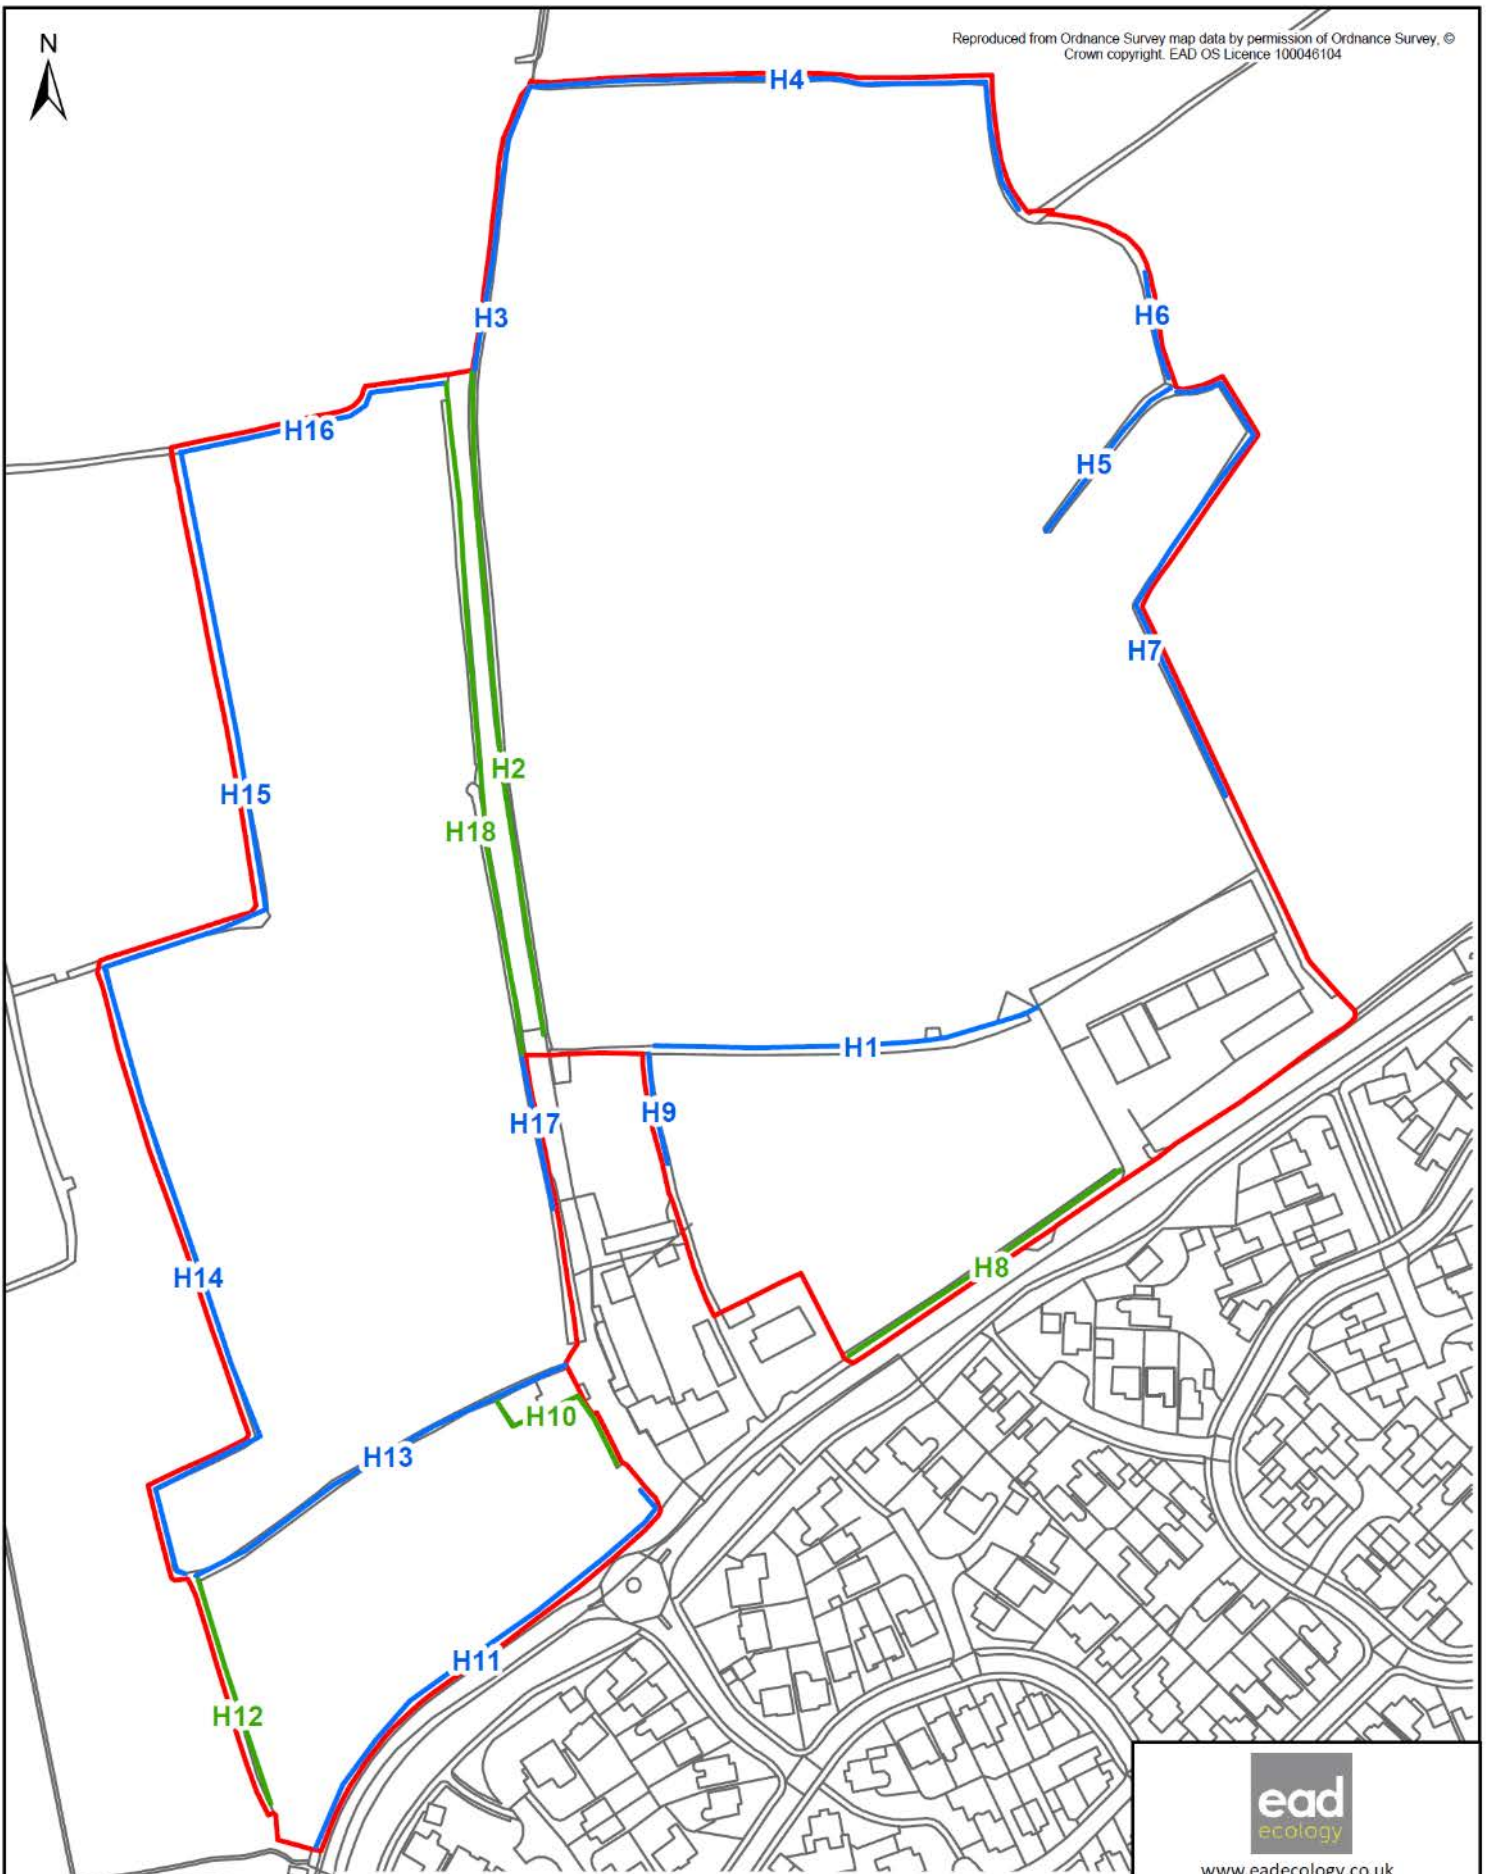 N
Reproduced from Ordnance Survey map data by permission of Ordnance Survey, ©
Crown copyright. EAD OS Licence 100046104
H4
H3
H6
H16
H5
H7
H2
H15
H18
H1
H9
H17
H8
H14
H10
H13
H11
H12
ead
ecology
www.eadecology.co.uk